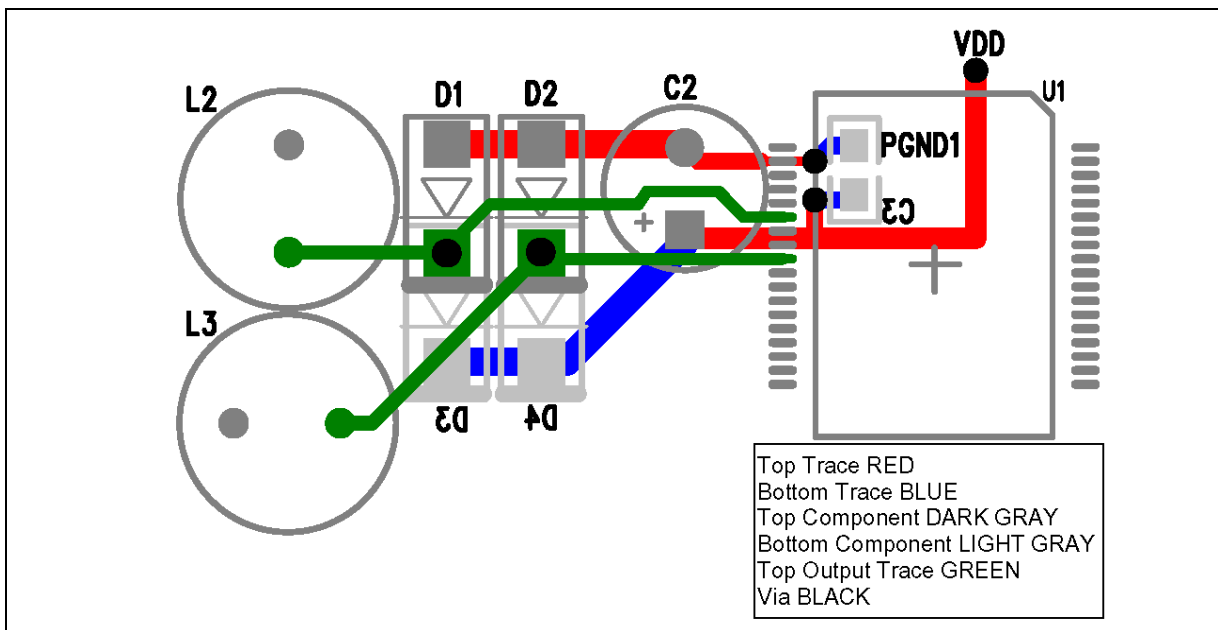 VDD
L2
D1
D2
C2
U1
PGND1
C3
+
L3
D3
D4
Top Trace RED
Bottom Trace BLUE
Top Component DARK GRAY
Bottom Component LIGHT GRAY
Top Output Trace GREEN
Via BLACK